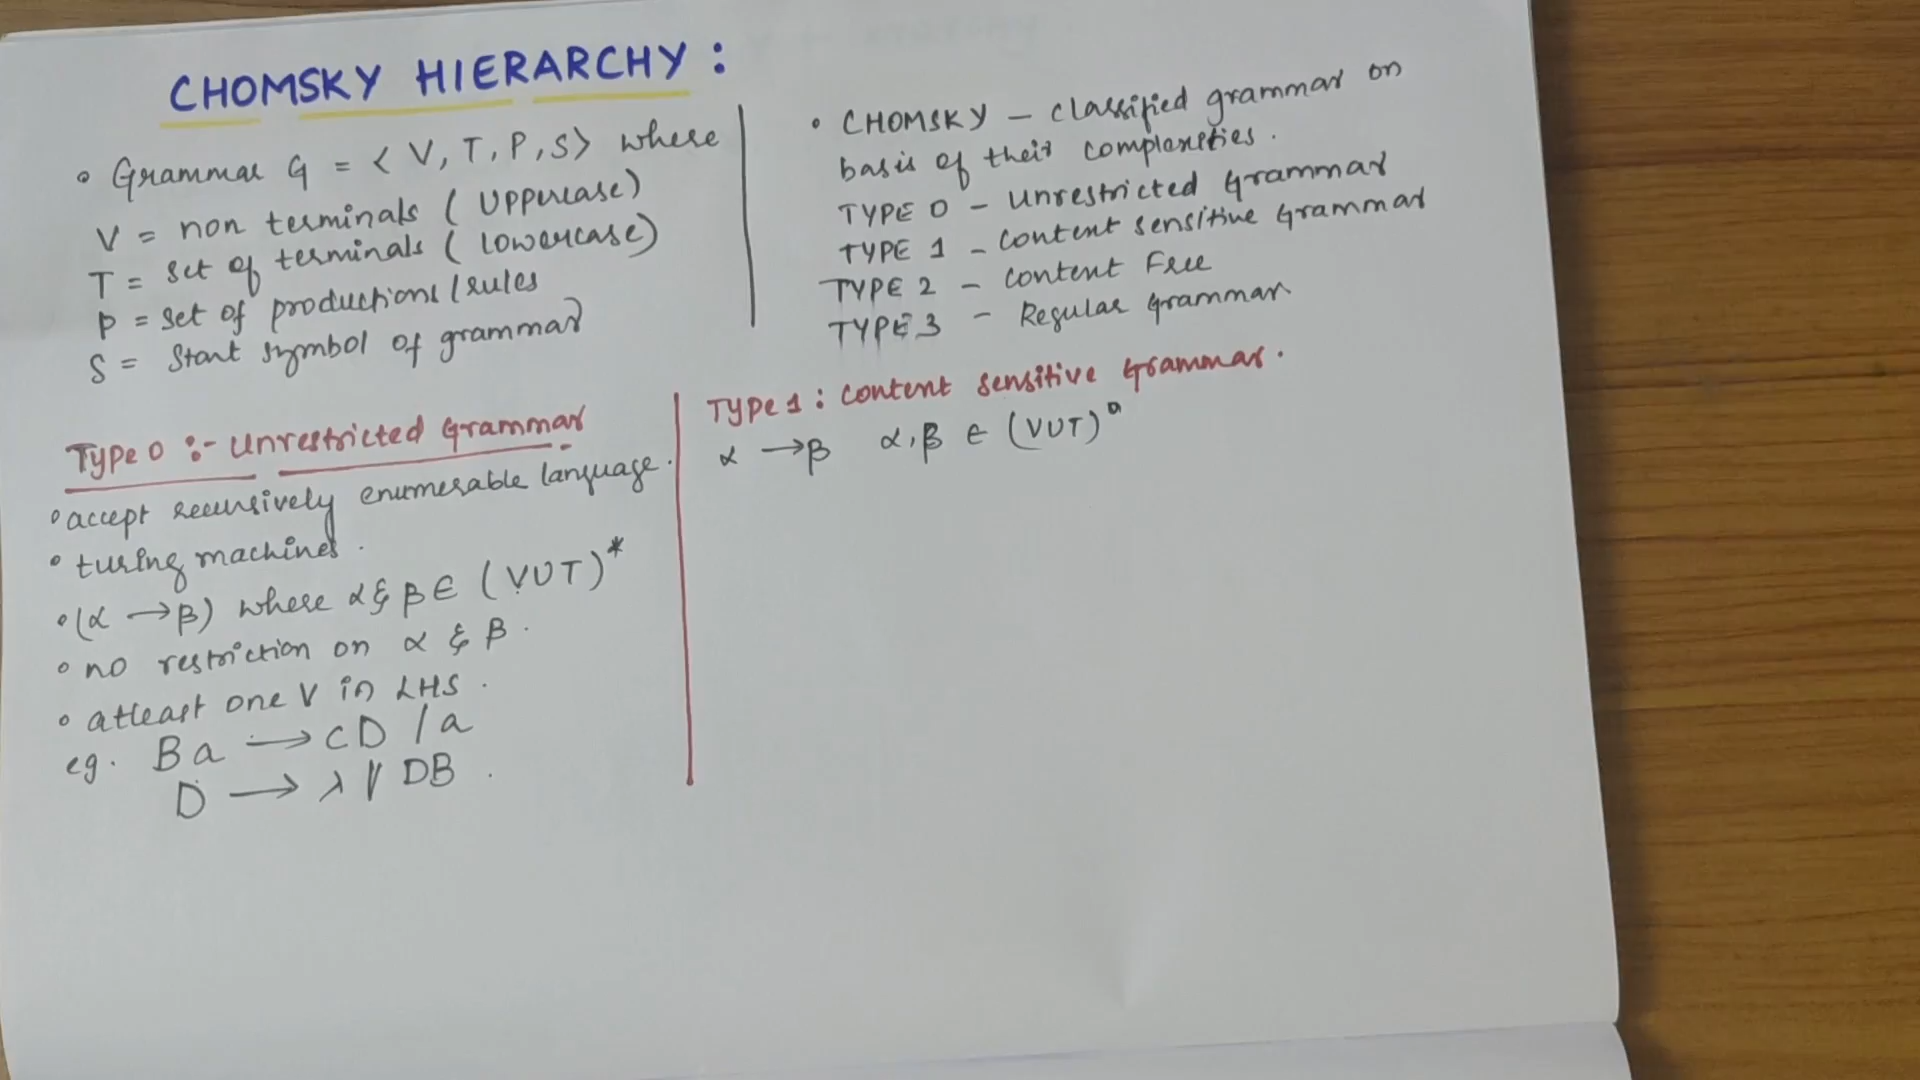 CHOMSKY HIERARCHY :
• Grammar G = < V, T, P, S> where
V = non terminals ( Uppercase)
T = set of terminals ( lowercase)
P = set of productions/rules
S = Start symbol of grammar
• CHOMSKY – classified grammar on
basis of their complexities.
TYPE 0 – Unrestricted Grammar
TYPE 1 – content sensitive Grammar
TYPE 2 – content Free
TYPE 3 – Regular Grammar
Type 0 :- Unrestricted Grammar
• accept recursively enumerable language.
• turing machines.
• (α → β) where α & β ∈ (VUT)*
• no restriction on α & β.
• atleast one V in LHS.
eg. Ba → cD / a
D → λ | DB.
Type 1 : content sensitive Grammar.
α → β α, β ∈ (VUT)